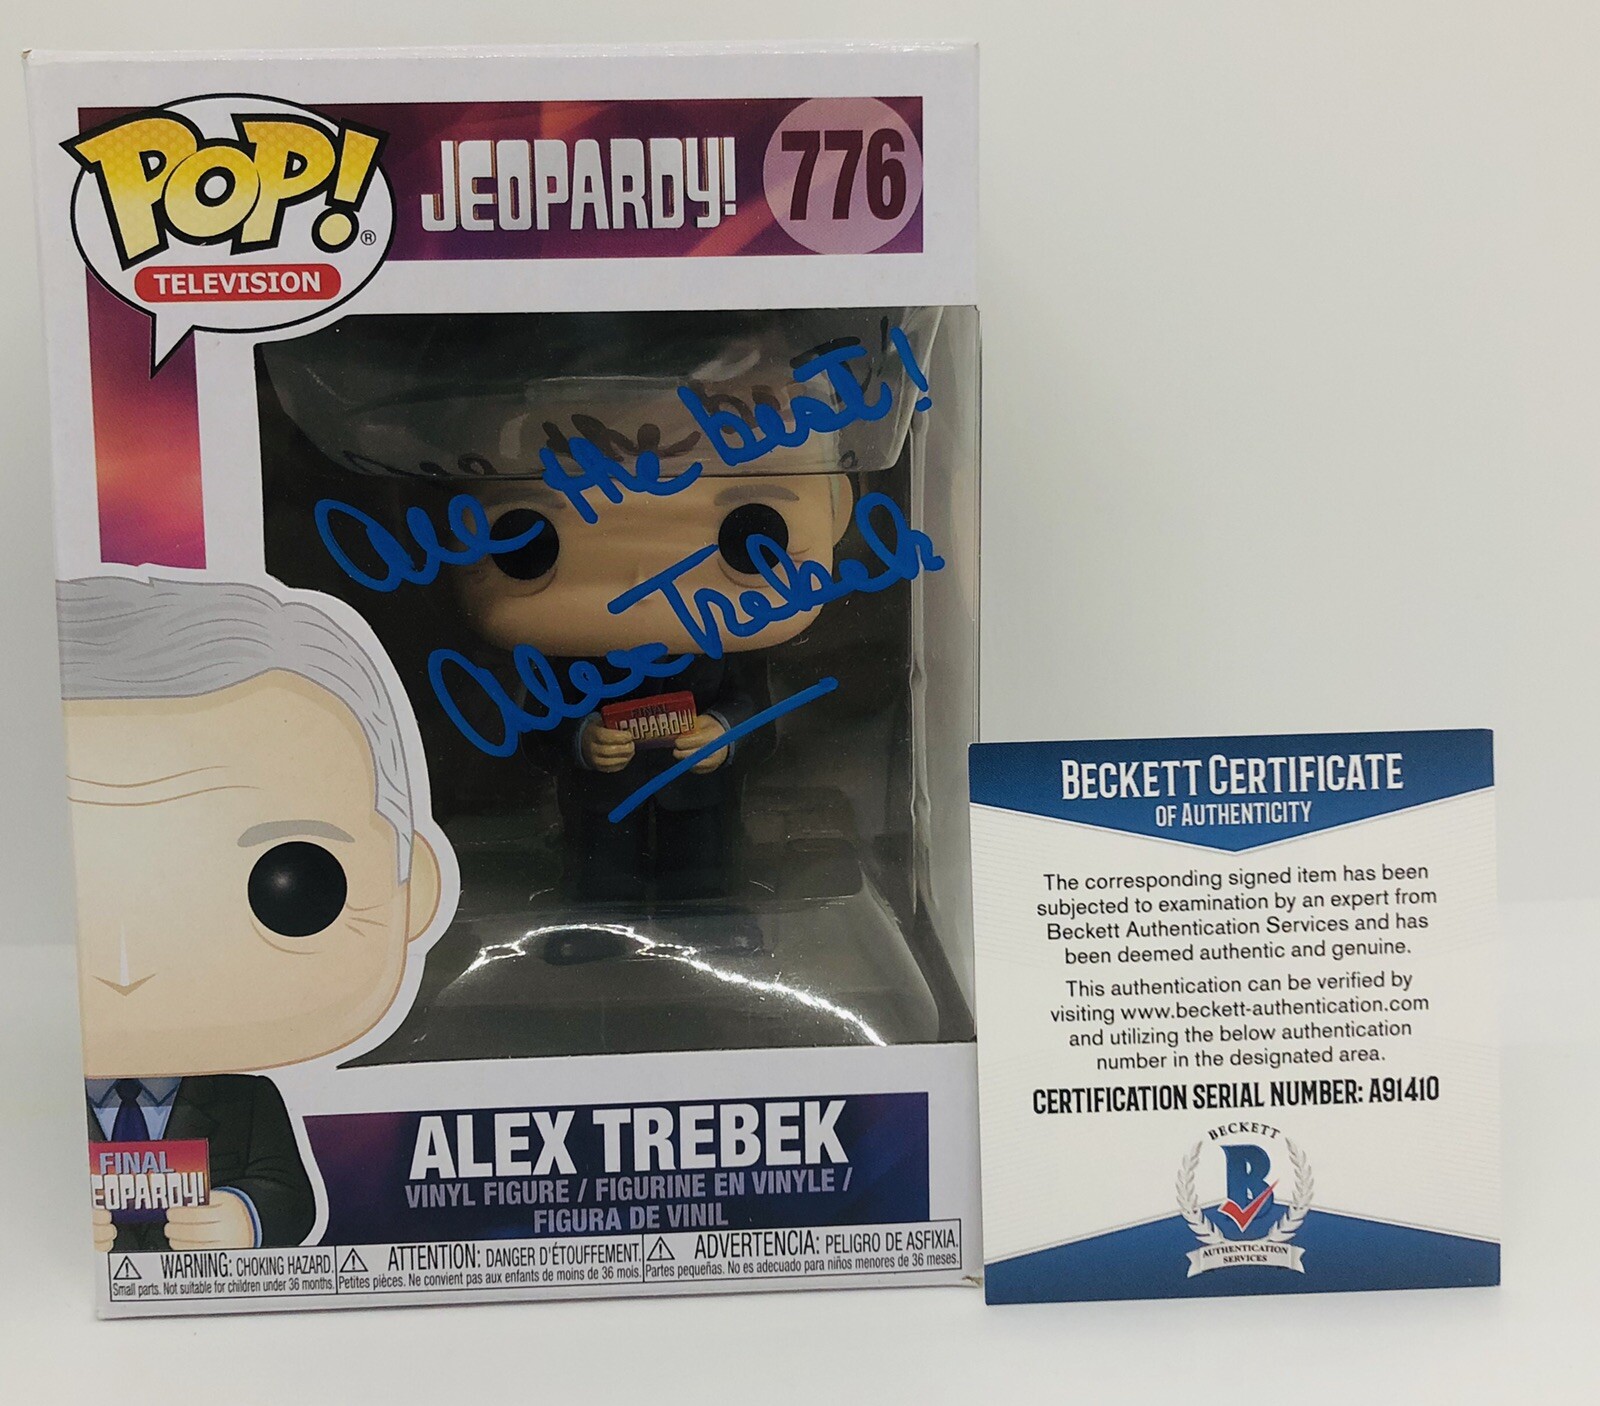 POP!®
TELEVISION
JEOPARDY!
776
All the best!
Alex Trebek
FINAL
JEOPARDY!
FINAL
EOPARDY!
ALEX TREBEK
VINYL FIGURE / FIGURINE EN VINYLE /
FIGURA DE VINIL
WARNING: CHOKING HAZARD.
Small parts. Not suitable for children under 36 months.
ATTENTION: DANGER D'ÉTOUFFEMENT.
Petites pièces. Ne convient pas aux enfants de moins de 36 mois.
ADVERTENCIA: PELIGRO DE ASFIXIA.
Partes pequeñas. No es adecuado para niños menores de 36 meses.
BECKETT CERTIFICATE
OF AUTHENTICITY
The corresponding signed item has been
subjected to examination by an expert from
Beckett Authentication Services and has
been deemed authentic and genuine.
This authentication can be verified by
visiting www.beckett-authentication.com
and utilizing the below authentication
number in the designated area.
CERTIFICATION SERIAL NUMBER: A91410
BECKETT
B
AUTHENTICATION
SERVICES